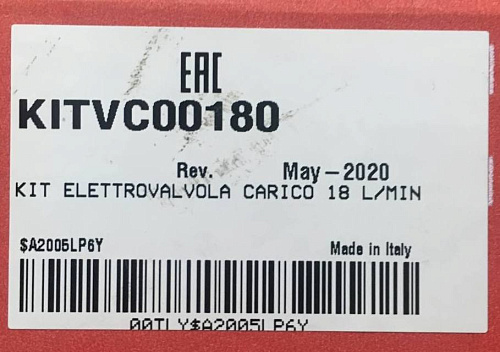 EAC
KITVC00180
Rev. May-2020
KIT ELETTROVALVOLA CARICO 18 L/MIN
$A2005LP6Y
Made in Italy
00TLY$A2005LP6Y